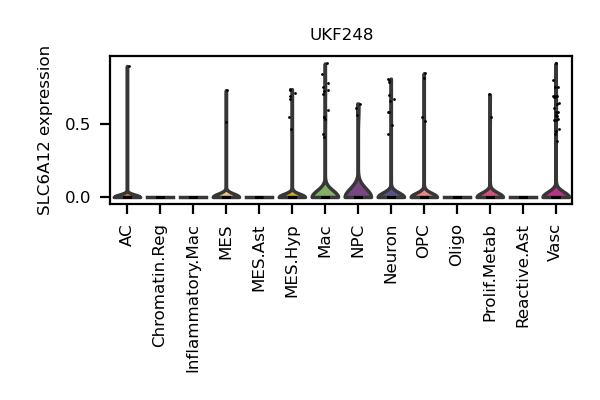 UKF248
SLC6A12 expression
0.5
0.0
AC
Chromatin.Reg
Inflammatory.Mac
MES
MES.Ast
MES.Hyp
Mac
NPC
Neuron
OPC
Oligo
Prolif.Metab
Reactive.Ast
Vasc